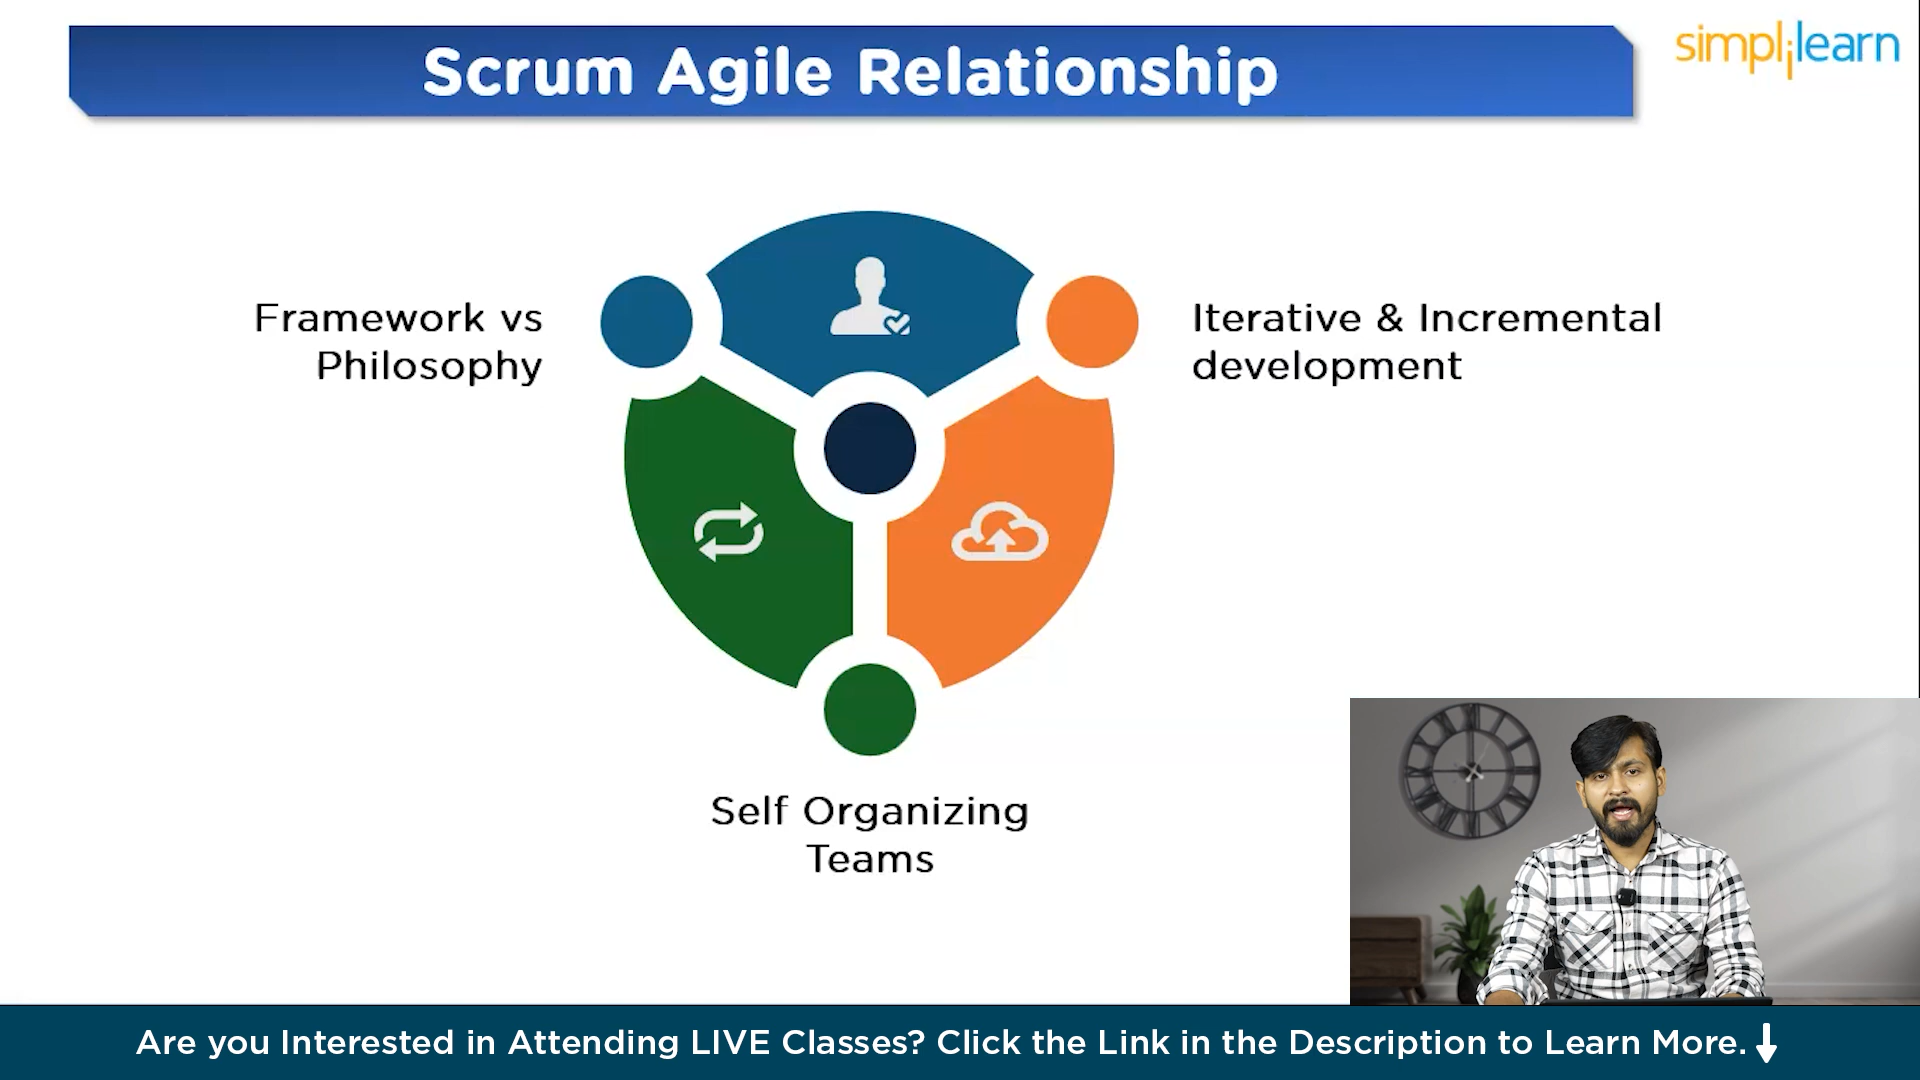 Scrum Agile Relationship
simplilearn
Framework vs
Philosophy
Iterative & Incremental
development
Self Organizing
Teams
Are you Interested in Attending LIVE Classes? Click the Link in the Description to Learn More.